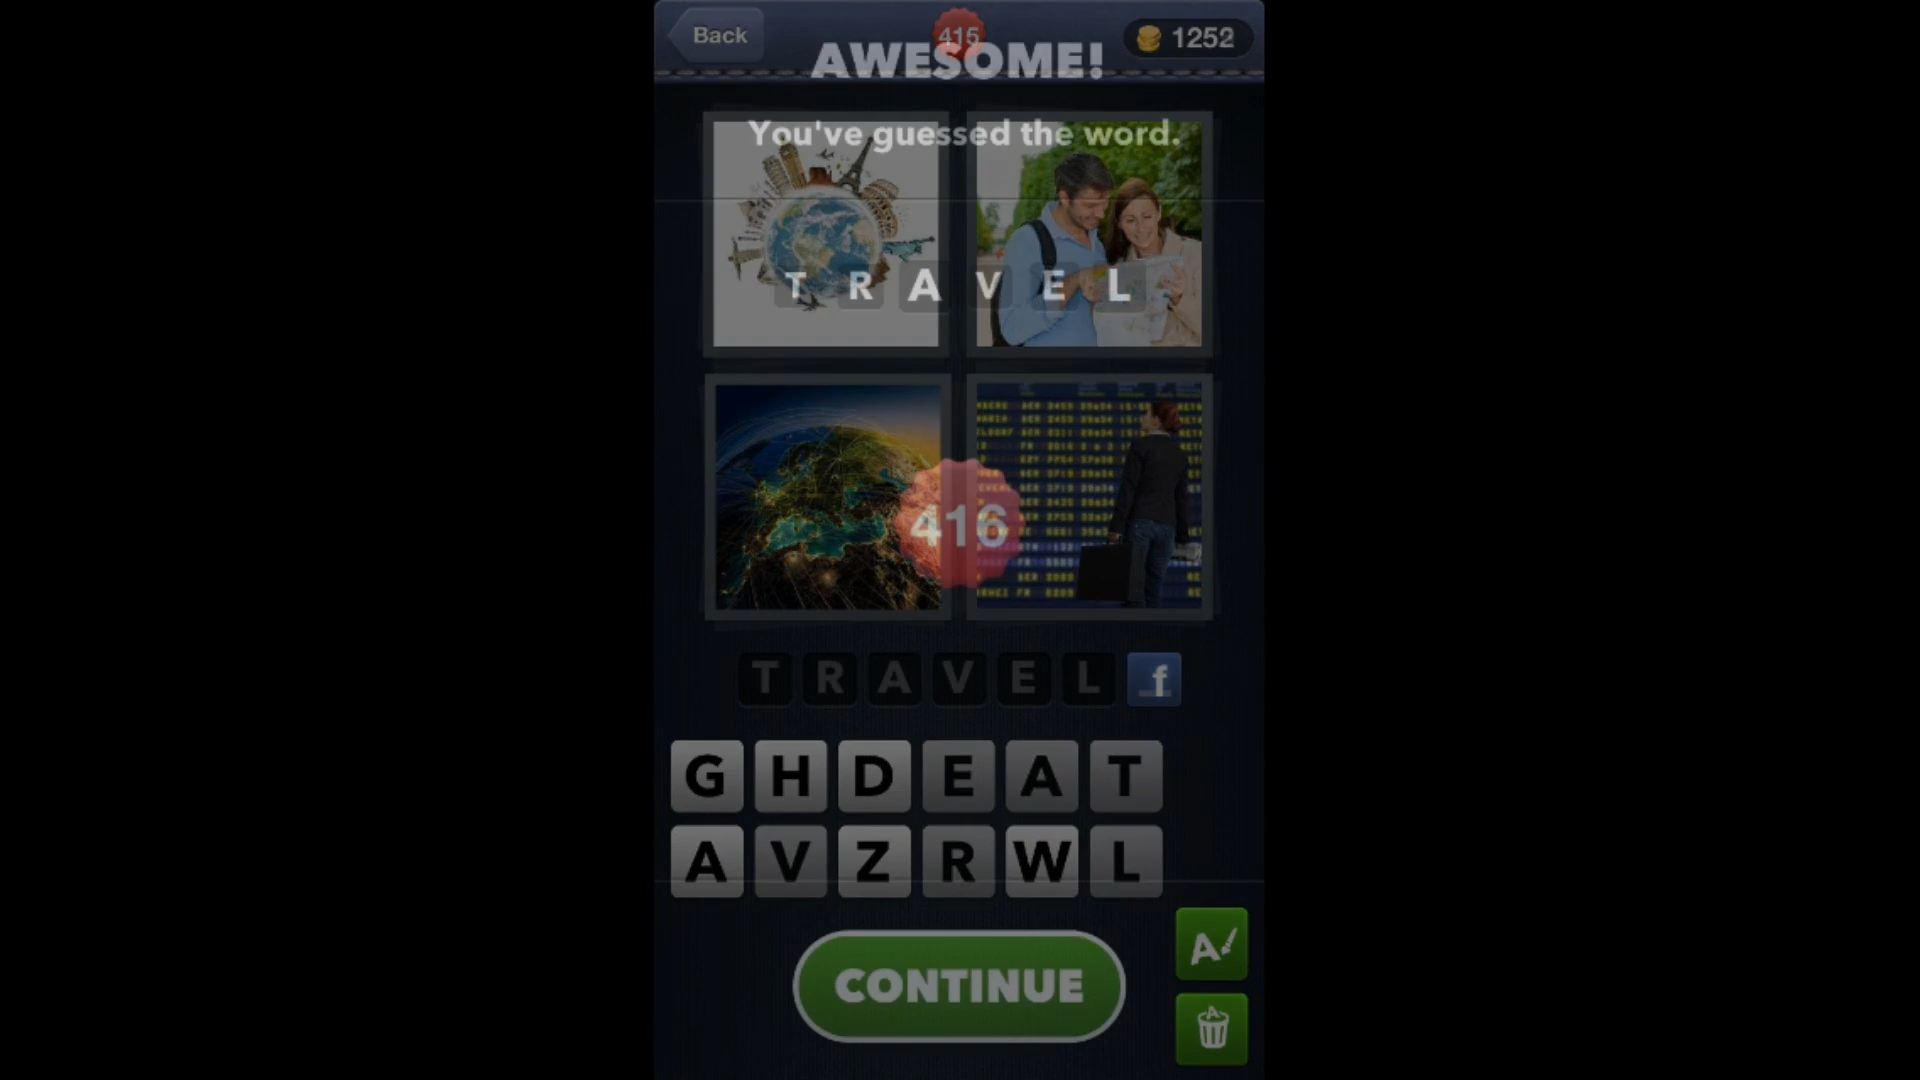 Back
415
1252
AWESOME!
You've guessed the word.
T R A V E L
416
T R A V E L f
G H D E A T
A V Z R W L
A
CONTINUE
A